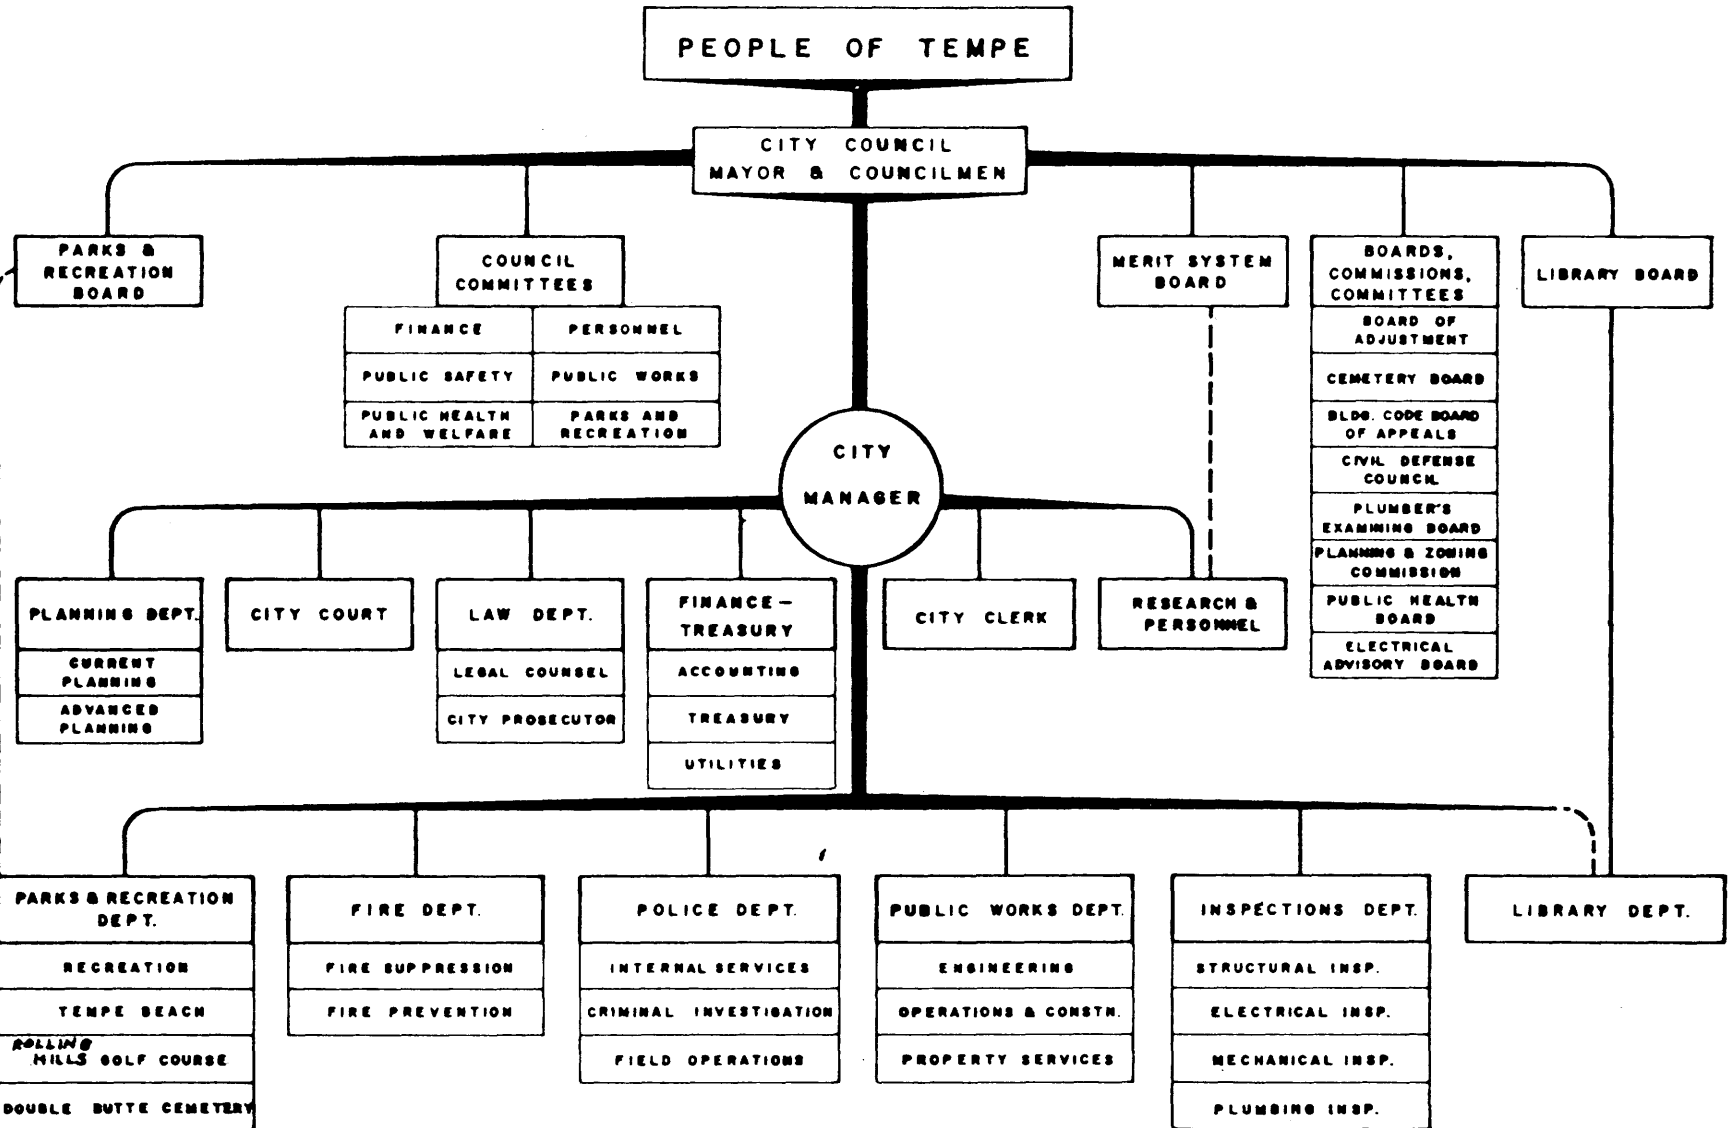 PEOPLE OF TEMPE
CITY COUNCIL
MAYOR & COUNCILMEN
PARKS &
RECREATION
BOARD
COUNCIL
COMMITTEES
FINANCE
PERSONNEL
PUBLIC SAFETY
PUBLIC WORKS
PUBLIC HEALTH
AND WELFARE
PARKS AND
RECREATION
MERIT SYSTEM
BOARD
BOARDS,
COMMISSIONS,
COMMITTEES
BOARD OF
ADJUSTMENT
CEMETERY BOARD
BLDG. CODE BOARD
OF APPEALS
CIVIL DEFENSE
COUNCIL
PLUMBER'S
EXAMINING BOARD
PLANNING & ZONING
COMMISSION
PUBLIC HEALTH
BOARD
ELECTRICAL
ADVISORY BOARD
LIBRARY BOARD
CITY
MANAGER
PLANNING DEPT.
CURRENT
PLANNING
ADVANCED
PLANNING
CITY COURT
LAW DEPT.
LEGAL COUNSEL
CITY PROSECUTOR
FINANCE—
TREASURY
ACCOUNTING
TREASURY
UTILITIES
CITY CLERK
RESEARCH &
PERSONNEL
PARKS & RECREATION
DEPT.
RECREATION
TEMPE BEACH
ROLLING
HILLS GOLF COURSE
DOUBLE BUTTE CEMETERY
FIRE DEPT.
FIRE SUPPRESSION
FIRE PREVENTION
POLICE DEPT.
INTERNAL SERVICES
CRIMINAL INVESTIGATION
FIELD OPERATIONS
PUBLIC WORKS DEPT.
ENGINEERING
OPERATIONS & CONSTN.
PROPERTY SERVICES
INSPECTIONS DEPT.
STRUCTURAL INSP.
ELECTRICAL INSP.
MECHANICAL INSP.
PLUMBING INSP.
LIBRARY DEPT.